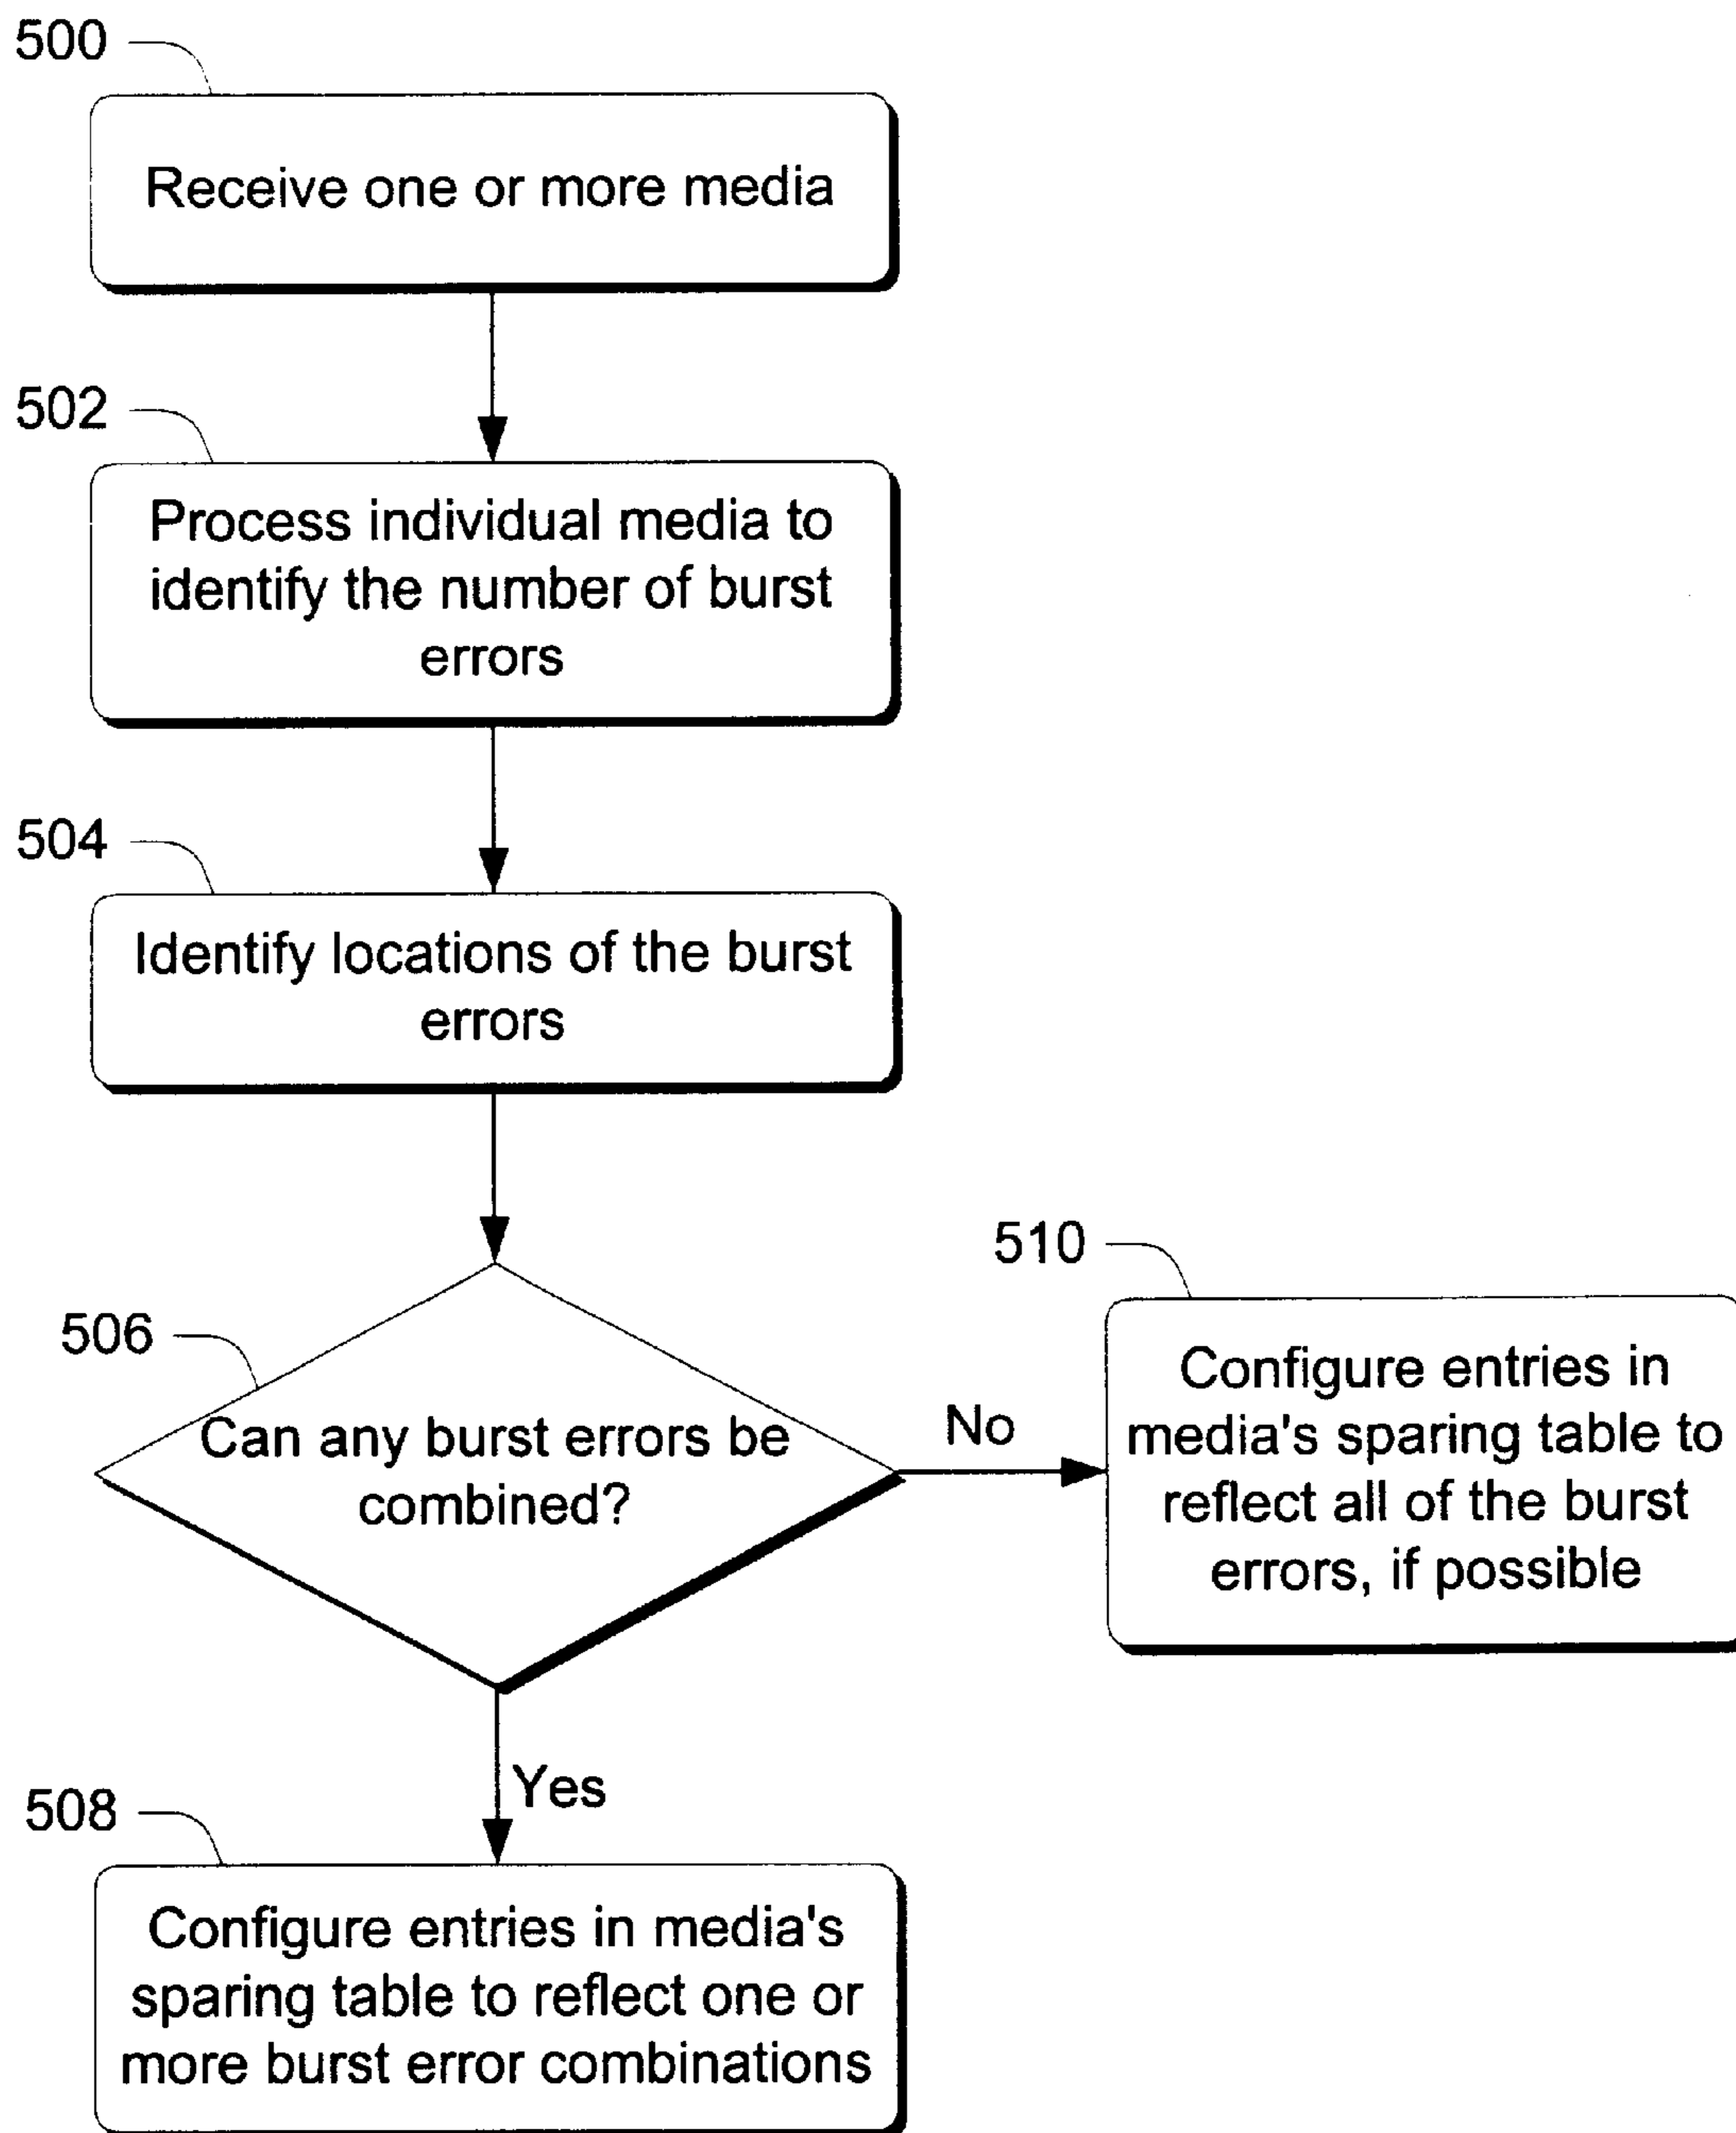 500
Receive one or more media
502
Process individual media to
identify the number of burst
errors
504
Identify locations of the burst
errors
506
Can any burst errors be
combined?
No
510
Configure entries in
media's sparing table to
reflect all of the burst
errors, if possible
Yes
508
Configure entries in media's
sparing table to reflect one or
more burst error combinations